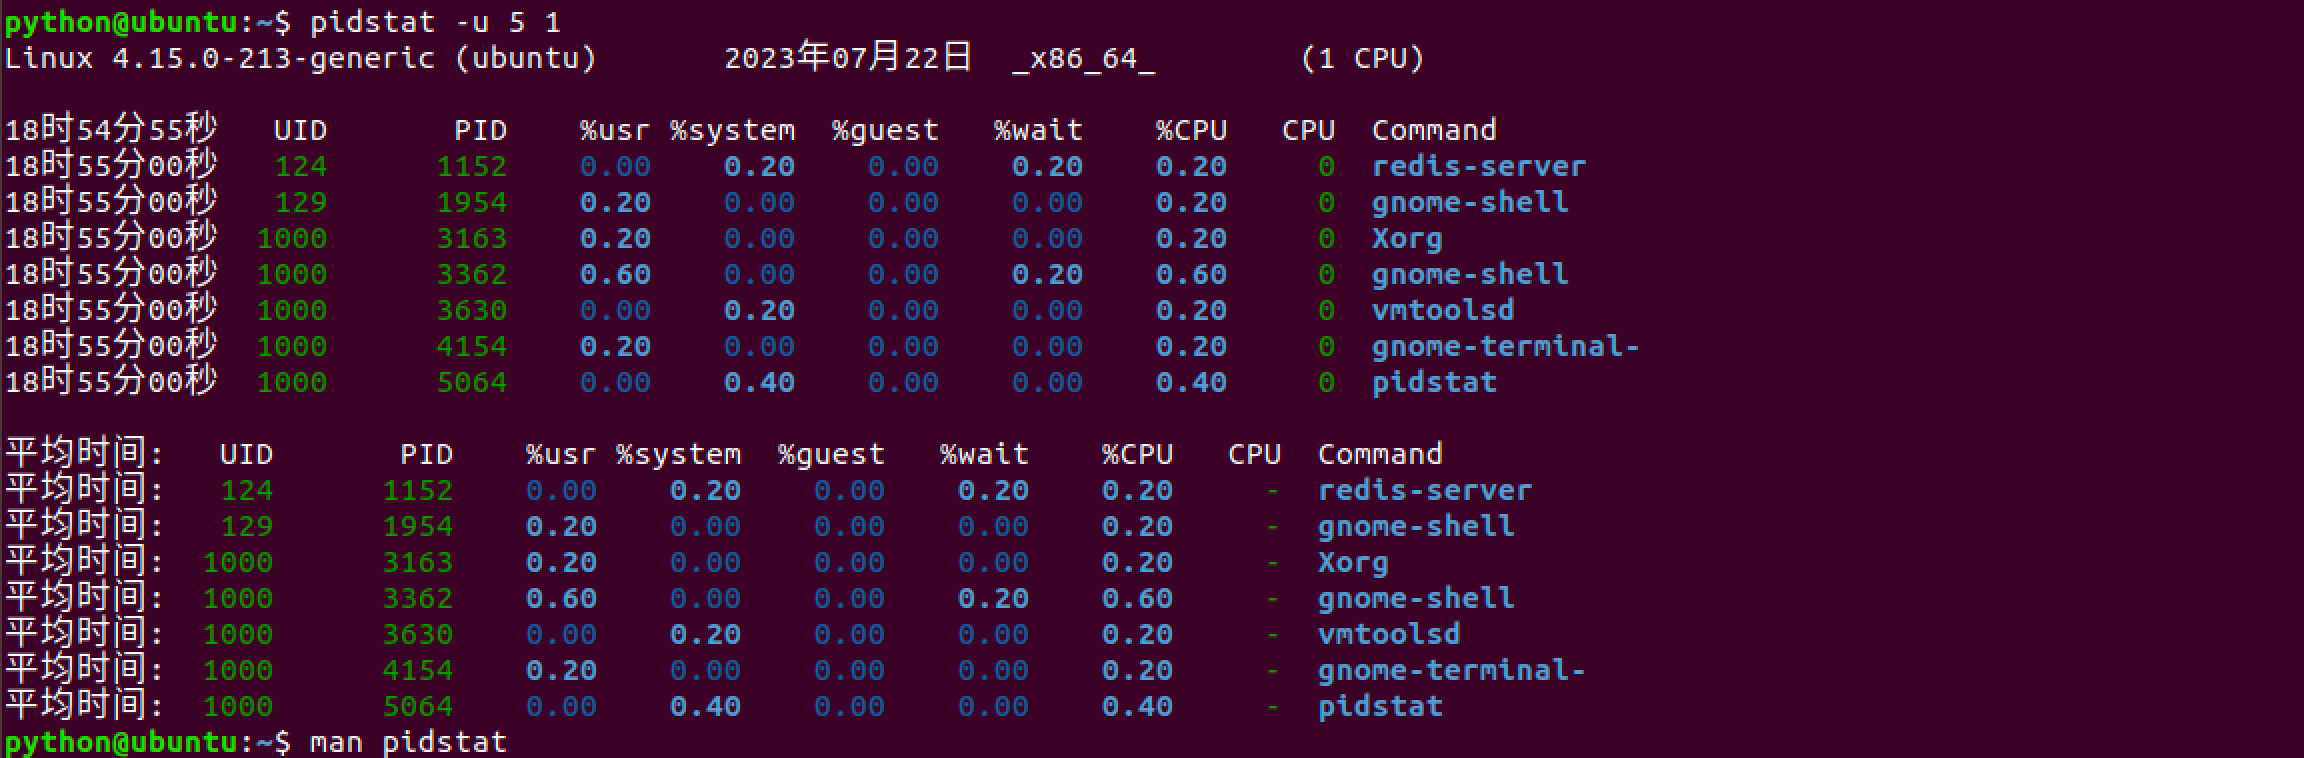 python@ubuntu:~$ pidstat -u 5 1
Linux 4.15.0-213-generic (ubuntu) 2023年07月22日 _x86_64_ (1 CPU)
18时54分55秒 UID PID %usr %system %guest %wait %CPU CPU Command
18时55分00秒 124 1152 0.00 0.20 0.00 0.20 0.20 0 redis-server
18时55分00秒 129 1954 0.20 0.00 0.00 0.00 0.20 0 gnome-shell
18时55分00秒 1000 3163 0.20 0.00 0.00 0.00 0.20 0 Xorg
18时55分00秒 1000 3362 0.60 0.00 0.00 0.20 0.60 0 gnome-shell
18时55分00秒 1000 3630 0.00 0.20 0.00 0.00 0.20 0 vmtoolsd
18时55分00秒 1000 4154 0.20 0.00 0.00 0.00 0.20 0 gnome-terminal-
18时55分00秒 1000 5064 0.00 0.40 0.00 0.00 0.40 0 pidstat
平均时间: UID PID %usr %system %guest %wait %CPU CPU Command
平均时间: 124 1152 0.00 0.20 0.00 0.20 0.20 - redis-server
平均时间: 129 1954 0.20 0.00 0.00 0.00 0.20 - gnome-shell
平均时间: 1000 3163 0.20 0.00 0.00 0.00 0.20 - Xorg
平均时间: 1000 3362 0.60 0.00 0.00 0.20 0.60 - gnome-shell
平均时间: 1000 3630 0.00 0.20 0.00 0.00 0.20 - vmtoolsd
平均时间: 1000 4154 0.20 0.00 0.00 0.00 0.20 - gnome-terminal-
平均时间: 1000 5064 0.00 0.40 0.00 0.00 0.40 - pidstat
python@ubuntu:~$ man pidstat